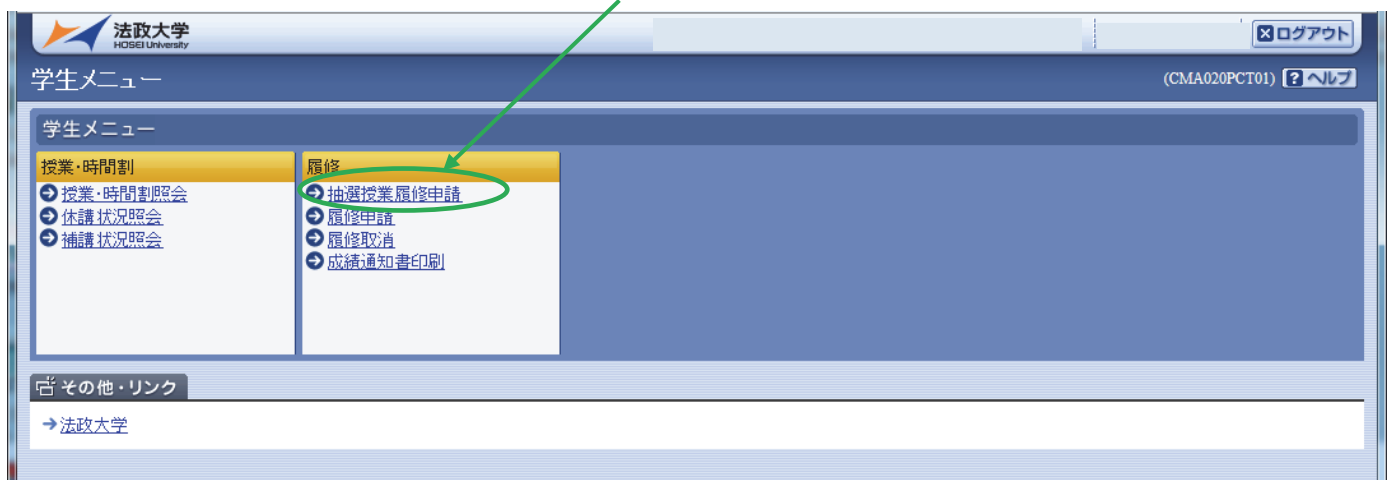 法政大学
HOSEI University
ログアウト
学生メニュー
(CMA020PCT01) ? ヘルプ
学生メニュー
授業・時間割
授業・時間割照会
休講状況照会
補講状況照会
履修
抽選授業履修申請
履修申請
履修取消
成績通知書印刷
その他・リンク
法政大学